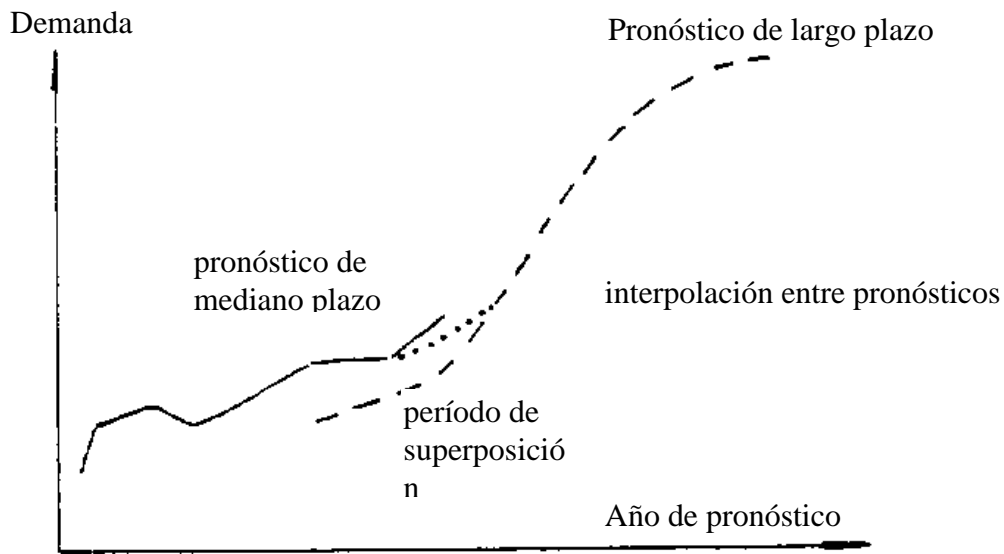 Demanda
Pronóstico de largo plazo
pronóstico de
mediano plazo
interpolación entre pronósticos
período de
superposició
n
Año de pronóstico